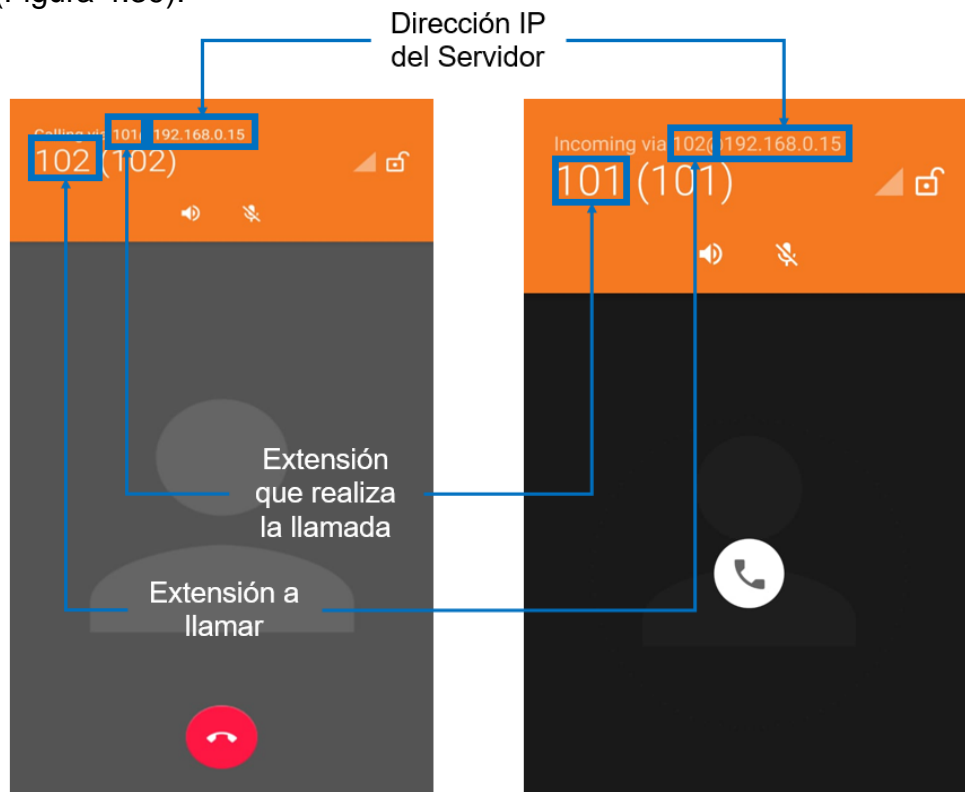 Dirección IP
del Servidor
Calling via 101@192.168.0.15
102 (102)
Incoming via 102@192.168.0.15
101 (101)
Extensión
que realiza
la llamada
Extensión a
llamar